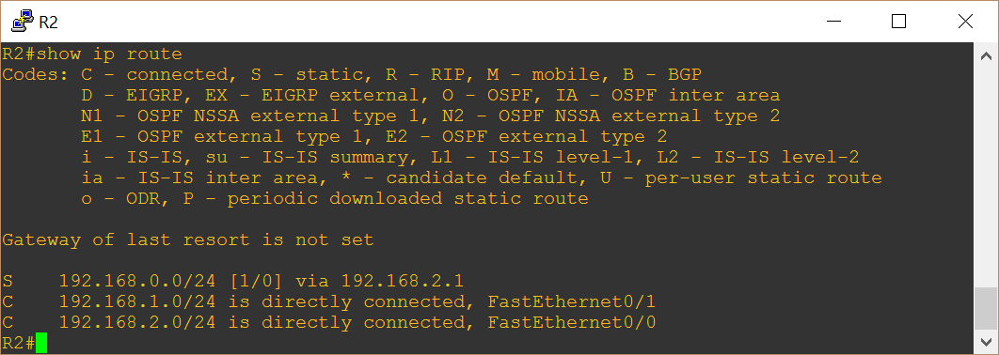 R2
R2#show ip route
Codes: C - connected, S - static, R - RIP, M - mobile, B - BGP
D - EIGRP, EX - EIGRP external, O - OSPF, IA - OSPF inter area
N1 - OSPF NSSA external type 1, N2 - OSPF NSSA external type 2
E1 - OSPF external type 1, E2 - OSPF external type 2
i - IS-IS, su - IS-IS summary, L1 - IS-IS level-1, L2 - IS-IS level-2
ia - IS-IS inter area, * - candidate default, U - per-user static route
o - ODR, P - periodic downloaded static route
Gateway of last resort is not set
S    192.168.0.0/24 [1/0] via 192.168.2.1
C    192.168.1.0/24 is directly connected, FastEthernet0/1
C    192.168.2.0/24 is directly connected, FastEthernet0/0
R2#